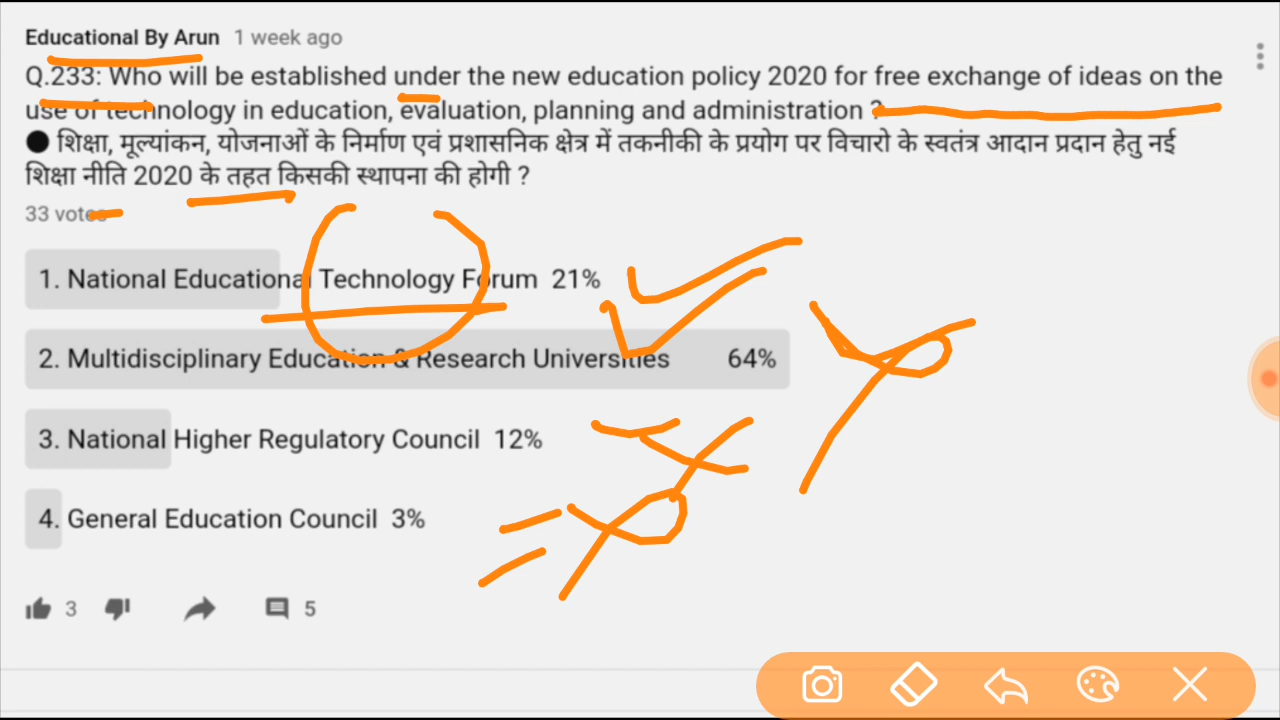 Educational By Arun 1 week ago
Q.233: Who will be established under the new education policy 2020 for free exchange of ideas on the
use of technology in education, evaluation, planning and administration ?
● शिक्षा, मूल्यांकन, योजनाओं के निर्माण एवं प्रशासनिक क्षेत्र में तकनीकी के प्रयोग पर विचारो के स्वतंत्र आदान प्रदान हेतु नई
शिक्षा नीति 2020 के तहत किसकी स्थापना की होगी ?
33 votes
1. National Educational Technology Forum 21%
2. Multidisciplinary Education & Research Universities 64%
3. National Higher Regulatory Council 12%
4. General Education Council 3%
3 5